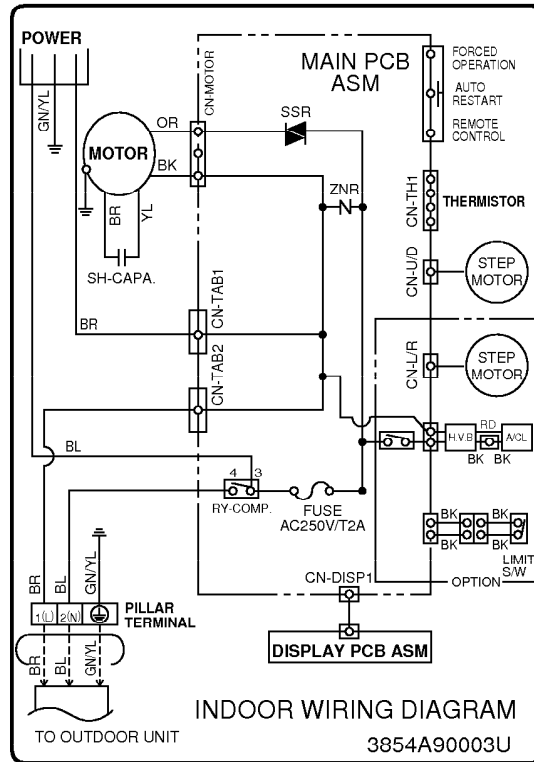 POWER
GN/YL
MOTOR
OR
BK
BR
YL
SH-CAPA.
CN-MOTOR
MAIN PCB
ASM
SSR
ZNR
FORCED
OPERATION
AUTO
RESTART
REMOTE
CONTROL
CN-TH1
THERMISTOR
CN-U/D
STEP
MOTOR
CN-L/R
STEP
MOTOR
BR
CN-TAB1
CN-TAB2
BL
4 3
RY-COMP.
FUSE
AC250V/T2A
H.V.B
RD
A/CL
BK BK
BK BK
BK BK
LIMIT
S/W
OPTION
CN-DISP1
DISPLAY PCB ASM
BR
BL
GN/YL
1(L) 2(N)
PILLAR
TERMINAL
BR
BL
GN/YL
TO OUTDOOR UNIT
INDOOR WIRING DIAGRAM
3854A90003U